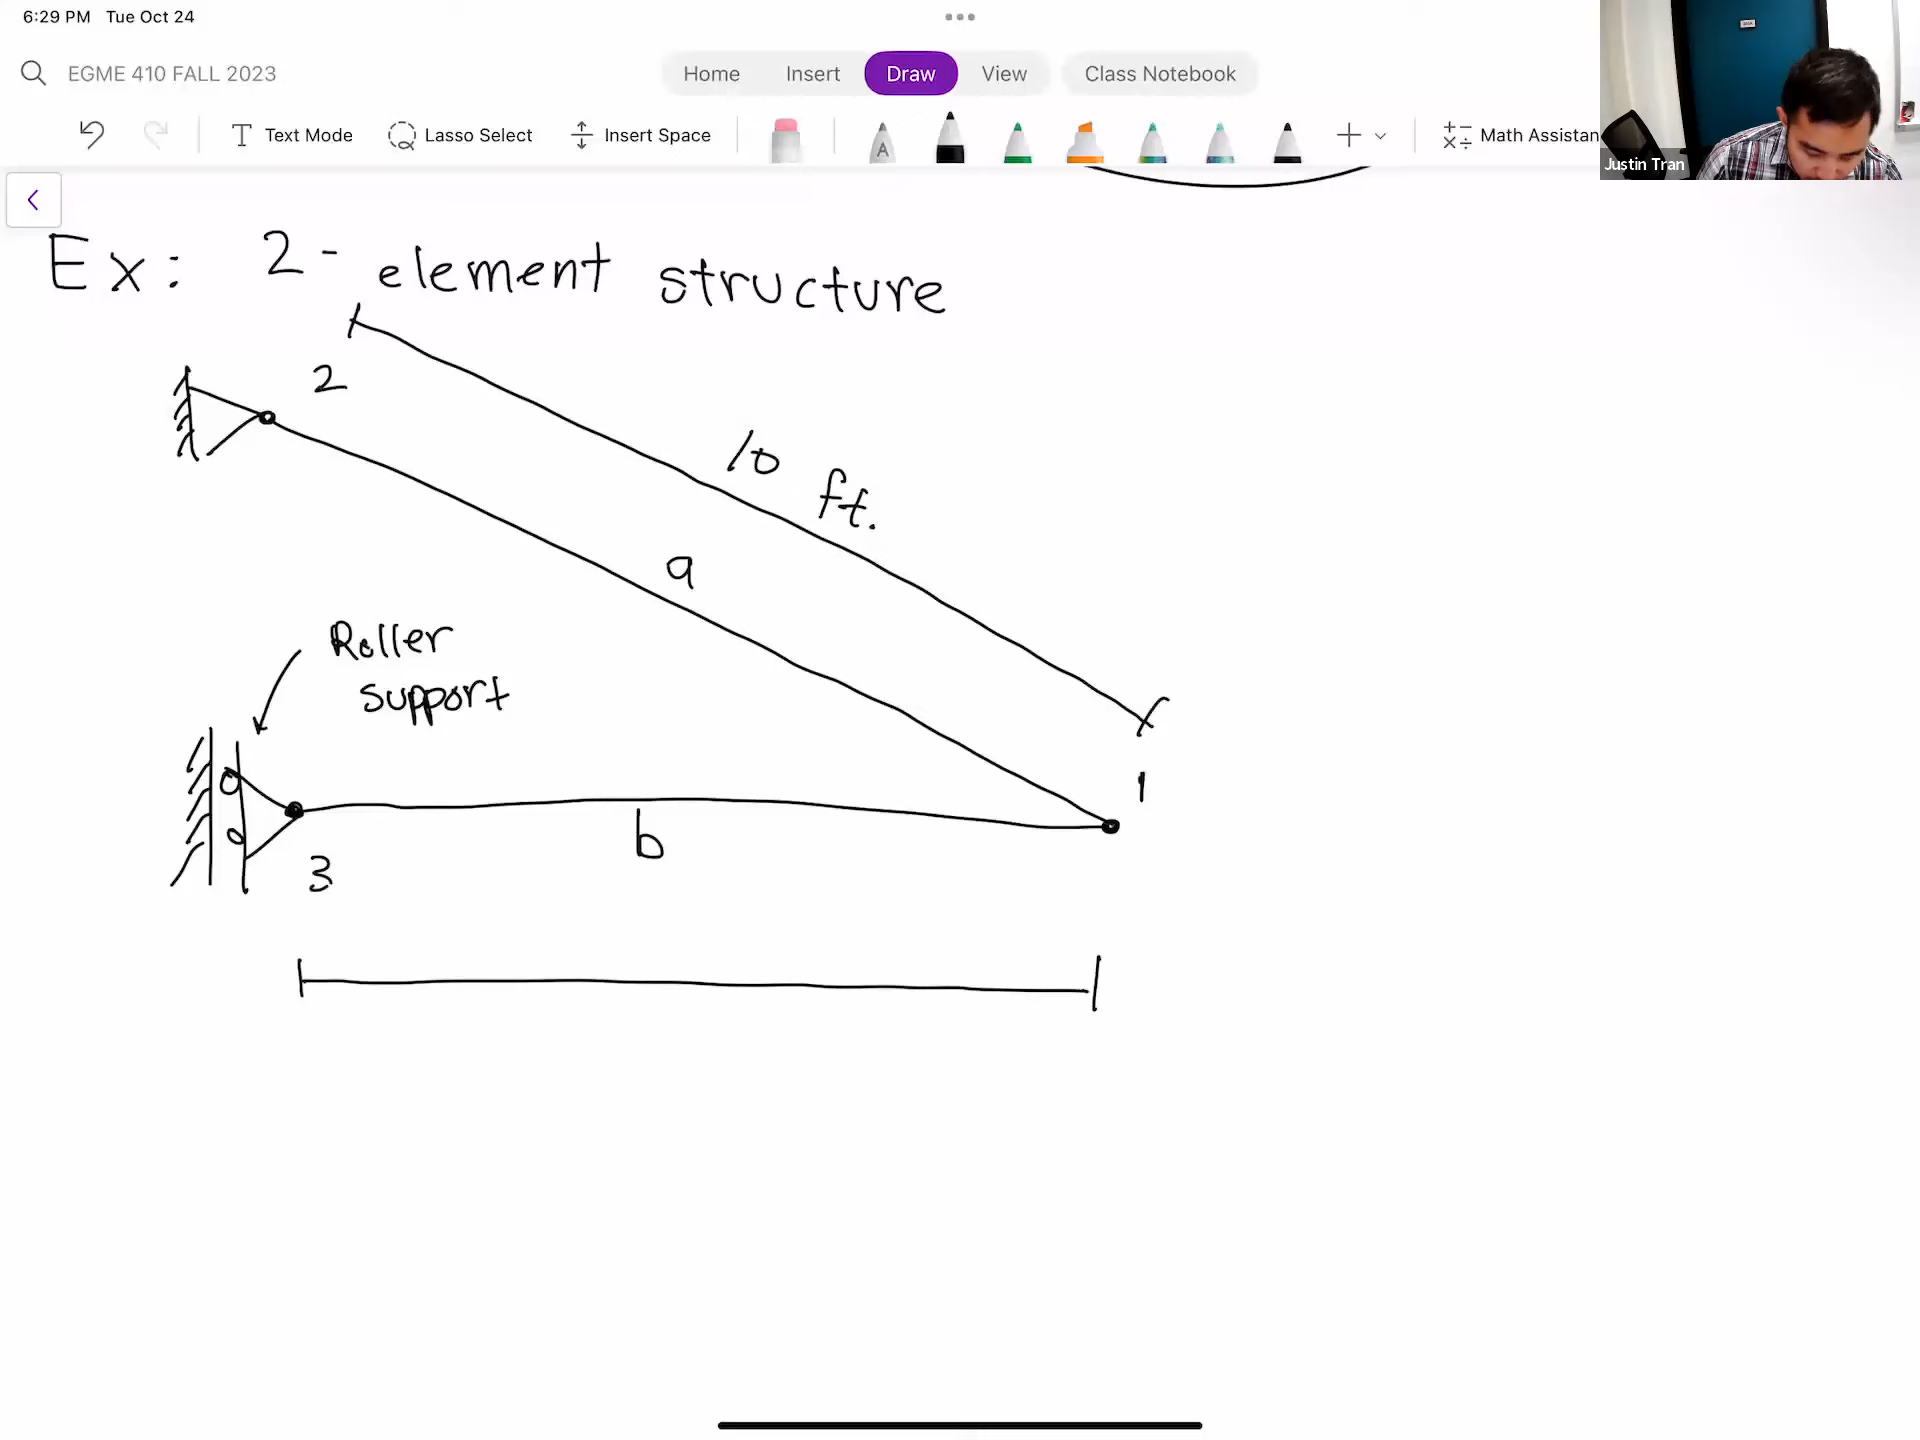 6:29 PM Tue Oct 24
EGME 410 FALL 2023
Home Insert Draw View Class Notebook
Text Mode Lasso Select Insert Space A Math Assistan
Justin Tran
Ex: 2- element structure
2
10 ft.
a
Roller
support
1
b
3